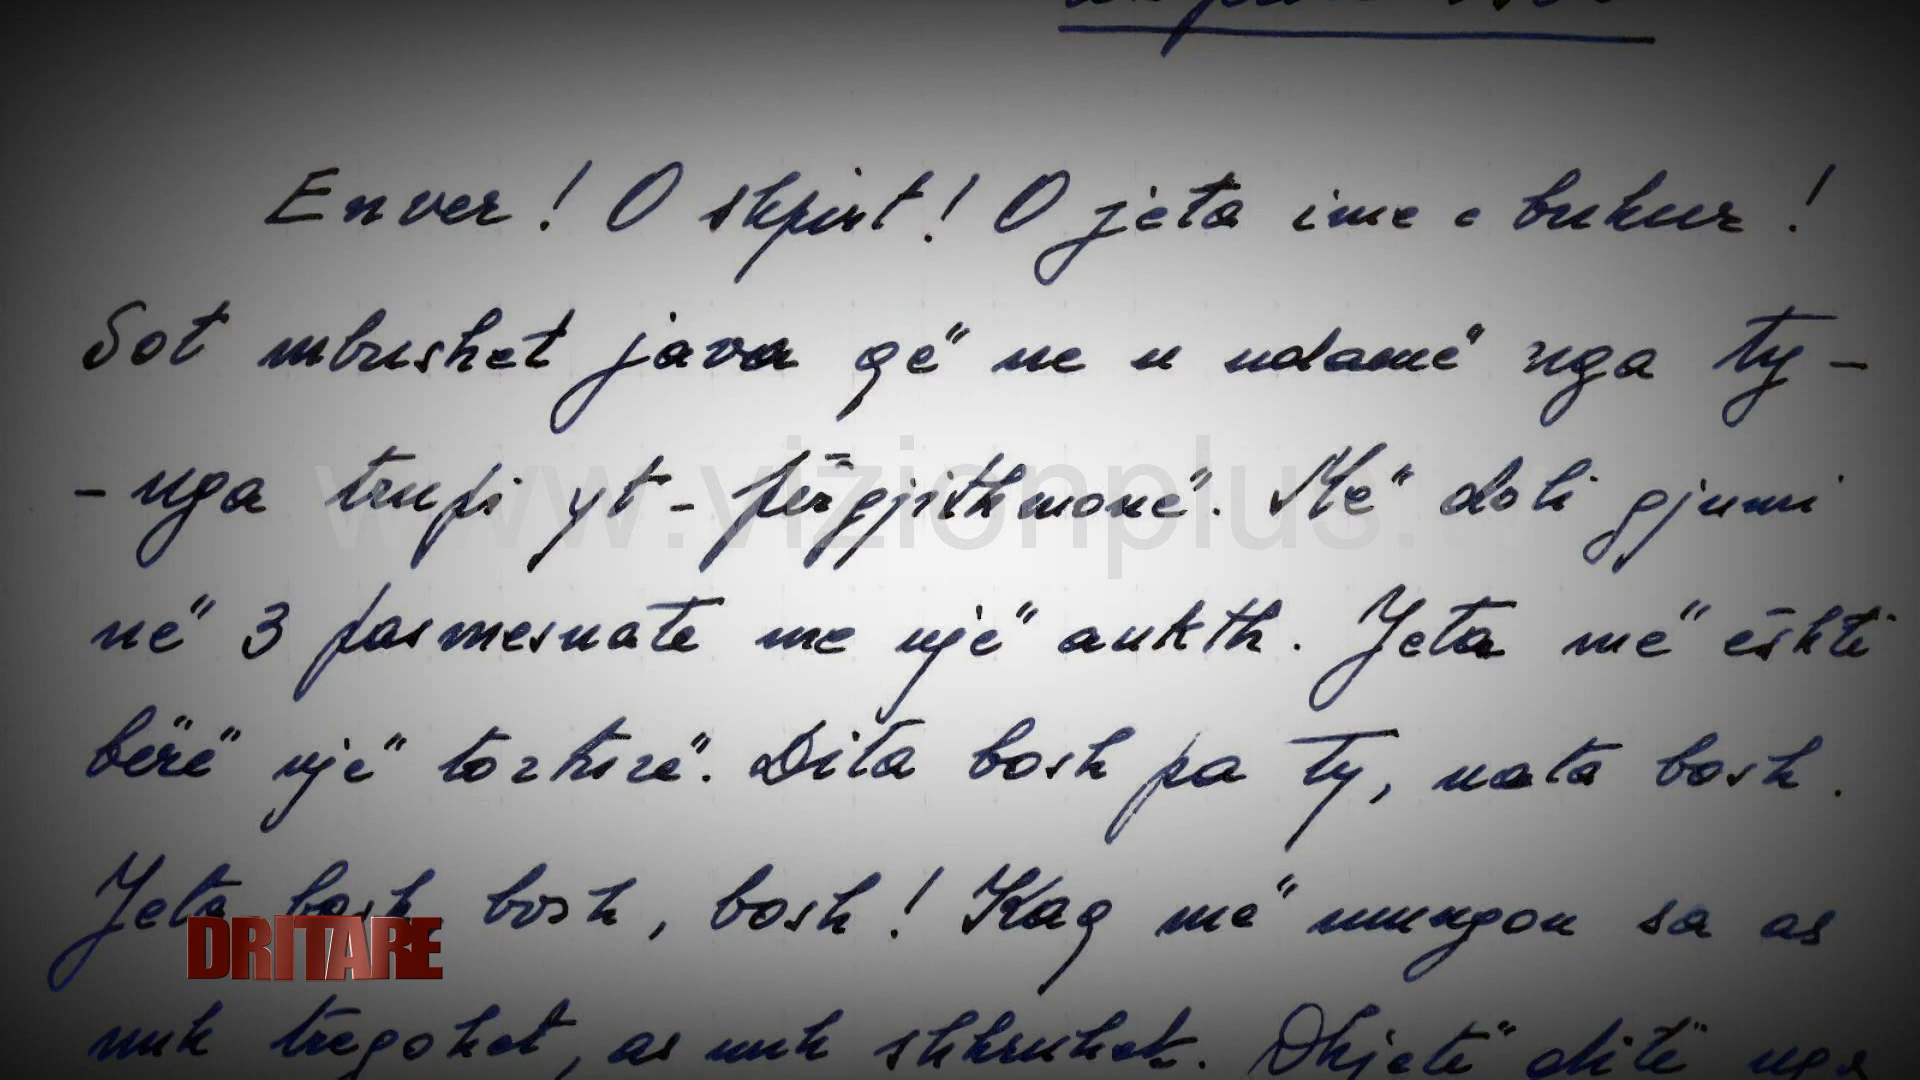 Enver! O shpirt! O jeta ime e bukur!
Sot mbushet java që ne u ndamë nga ty -
- nga trupi yt - përgjithmonë. Më doli gjumi
www.vizionplus.
në 3 pasmesnate me një ankth. Jeta më është
bërë një torturë. Dita bosh pa ty, nata bosh.
Jeta bosh bosh, bosh! Kaq më mungon sa as
DRITARE
nuk tregohet, as nuk shkruhet. Dhjetë ditë nga